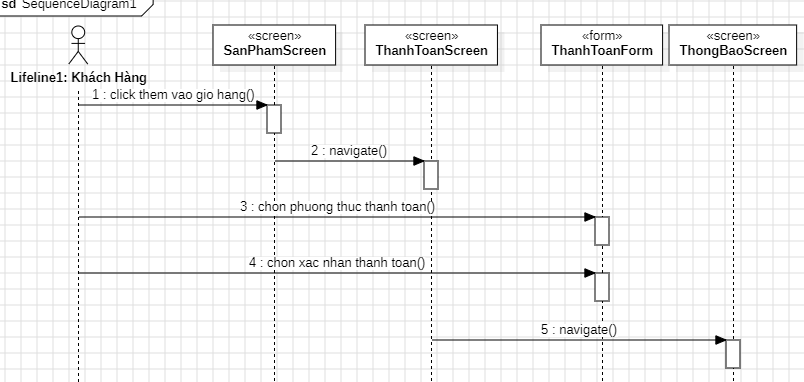 sd SequenceDiagram1
«screen»
SanPhamScreen
«screen»
ThanhToanScreen
«form»
ThanhToanForm
«screen»
ThongBaoScreen
Lifeline1: Khách Hàng
1 : click them vao gio hang()
2 : navigate()
3 : chon phuong thuc thanh toan()
4 : chon xac nhan thanh toan()
5 : navigate()